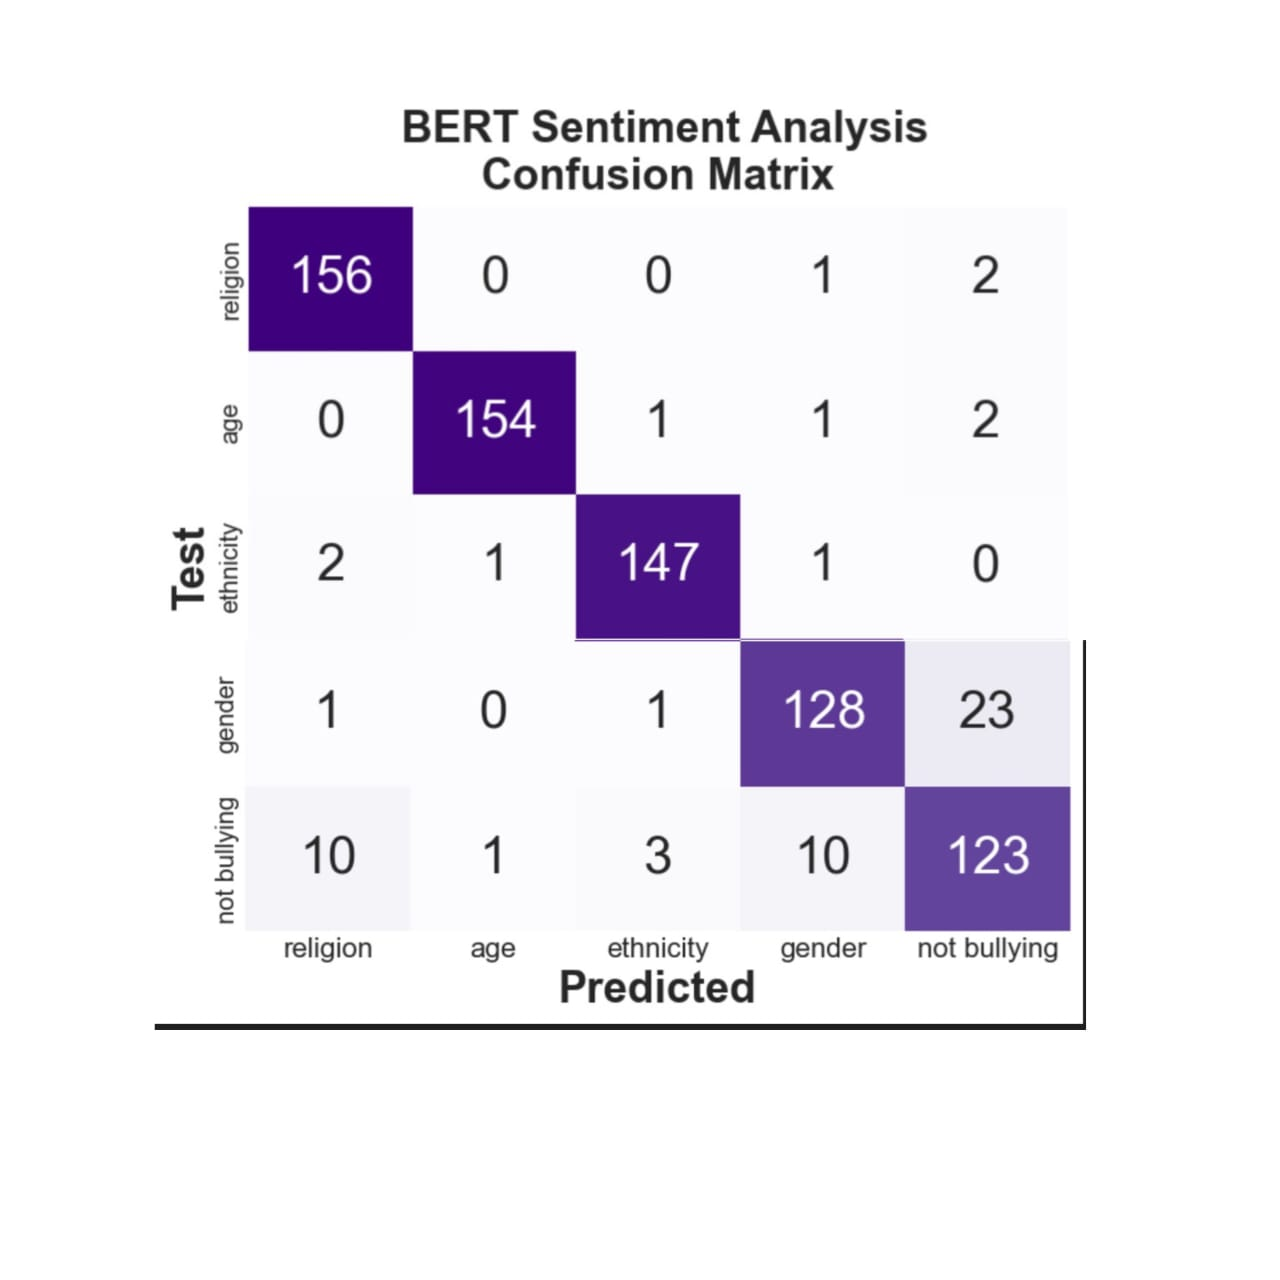 BERT Sentiment Analysis
Confusion Matrix
religion 156 0 0 1 2
age 0 154 1 1 2
Test
ethnicity 2 1 147 1 0
gender 1 0 1 128 23
not bullying 10 1 3 10 123
religion age ethnicity gender not bullying
Predicted